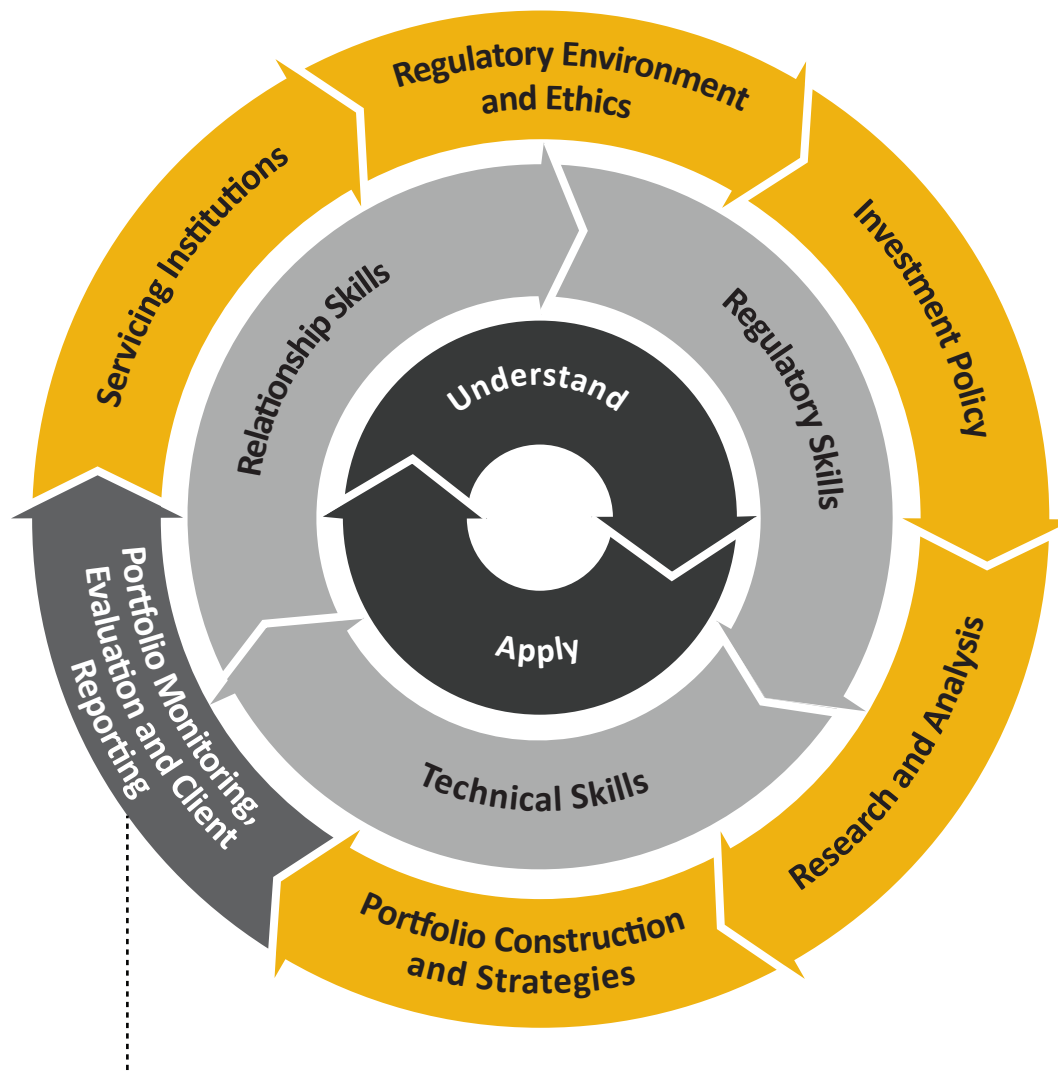 Regulatory Environment
and Ethics
Investment Policy
Research and Analysis
Portfolio Construction
and Strategies
Portfolio Monitoring,
Evaluation and Client
Reporting
Servicing Institutions
Relationship Skills
Regulatory Skills
Technical Skills
Understand
Apply